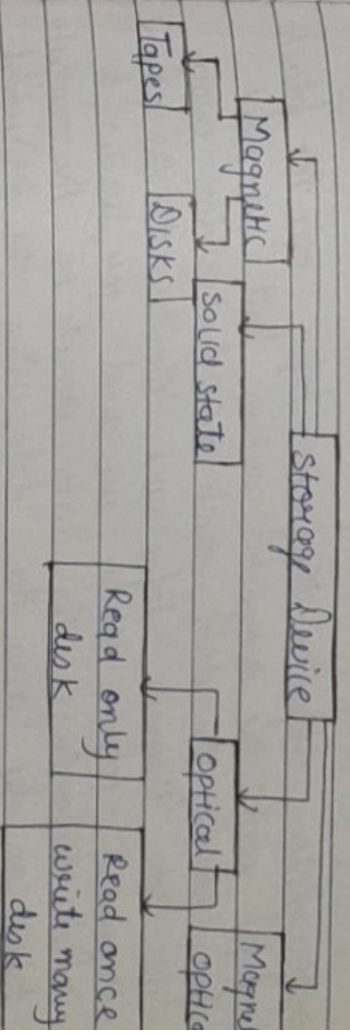 Storage Device
Magnetic
Solid state
Optical
Tapes
Disks
Read only
disk
Read once
write many
disk